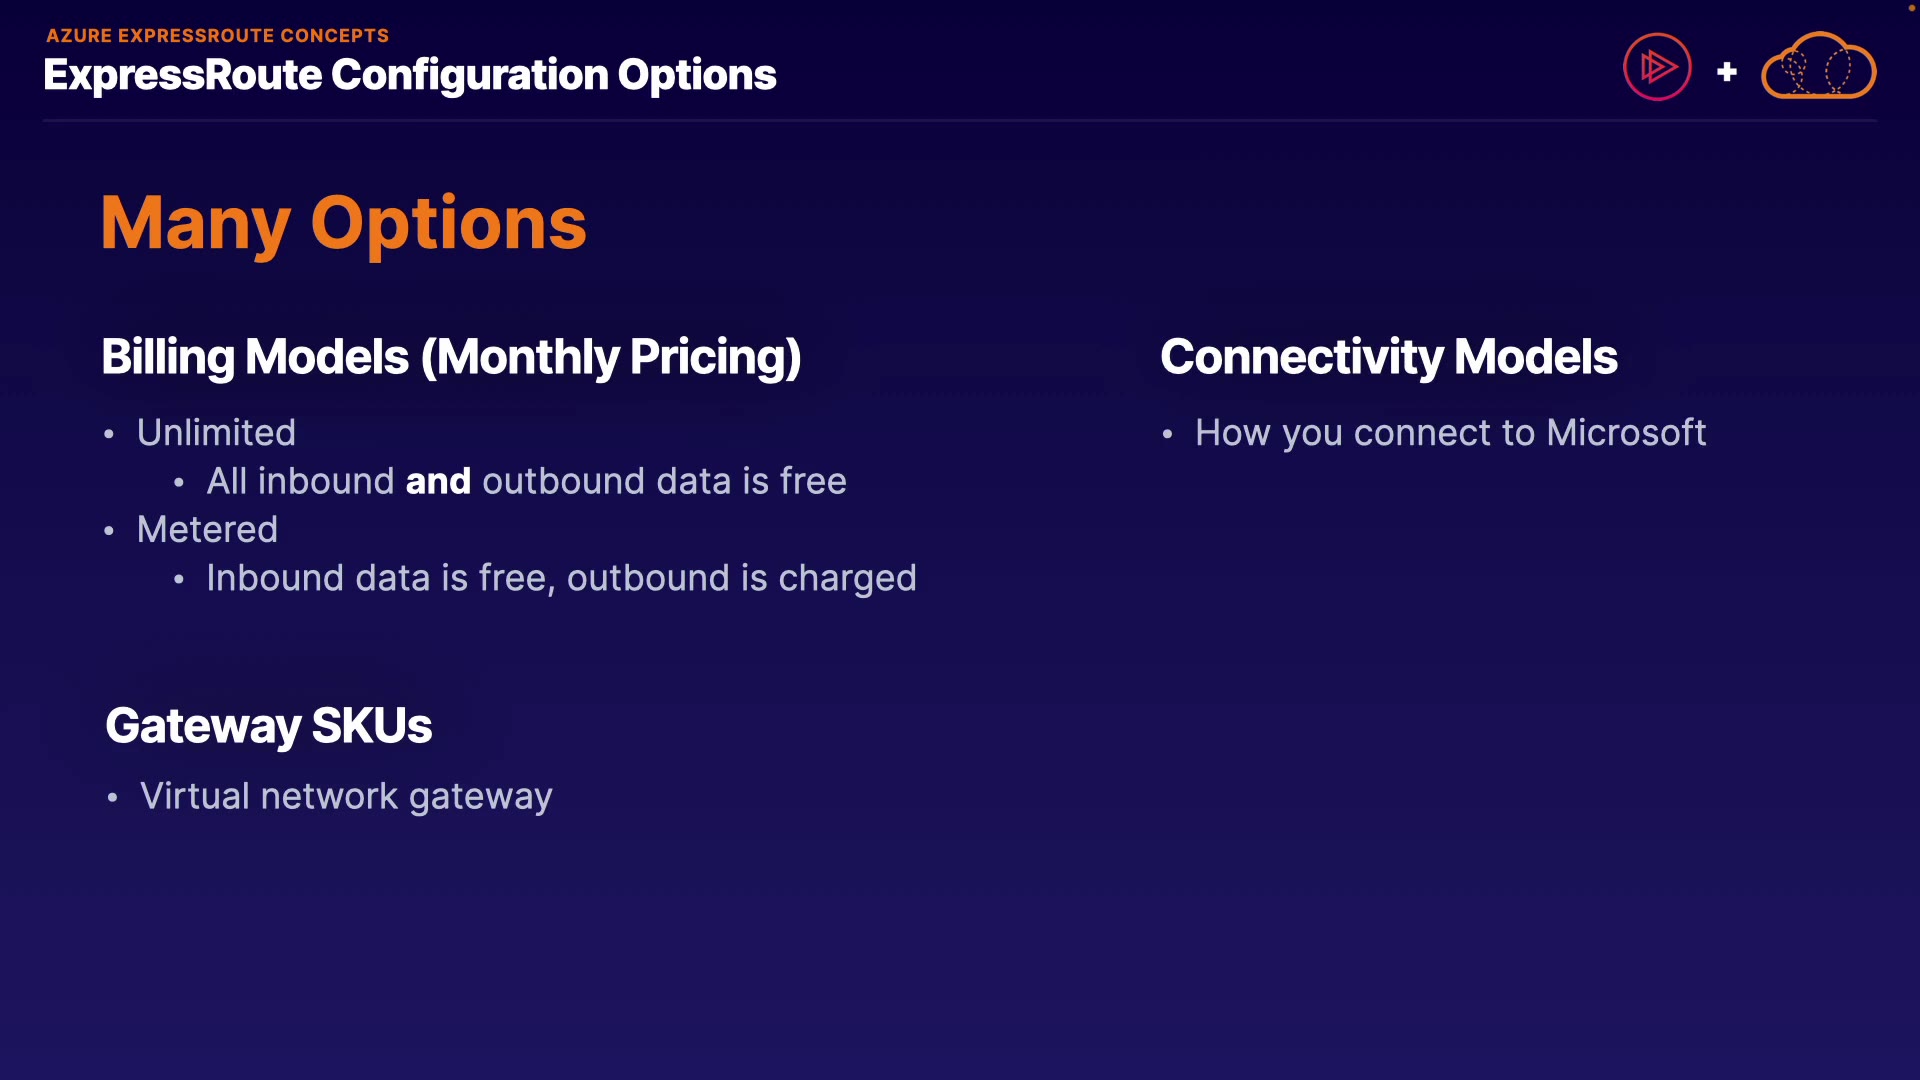 AZURE EXPRESSROUTE CONCEPTS
ExpressRoute Configuration Options
+
Many Options
Billing Models (Monthly Pricing)
• Unlimited
• All inbound and outbound data is free
• Metered
• Inbound data is free, outbound is charged
Gateway SKUs
• Virtual network gateway
Connectivity Models
• How you connect to Microsoft